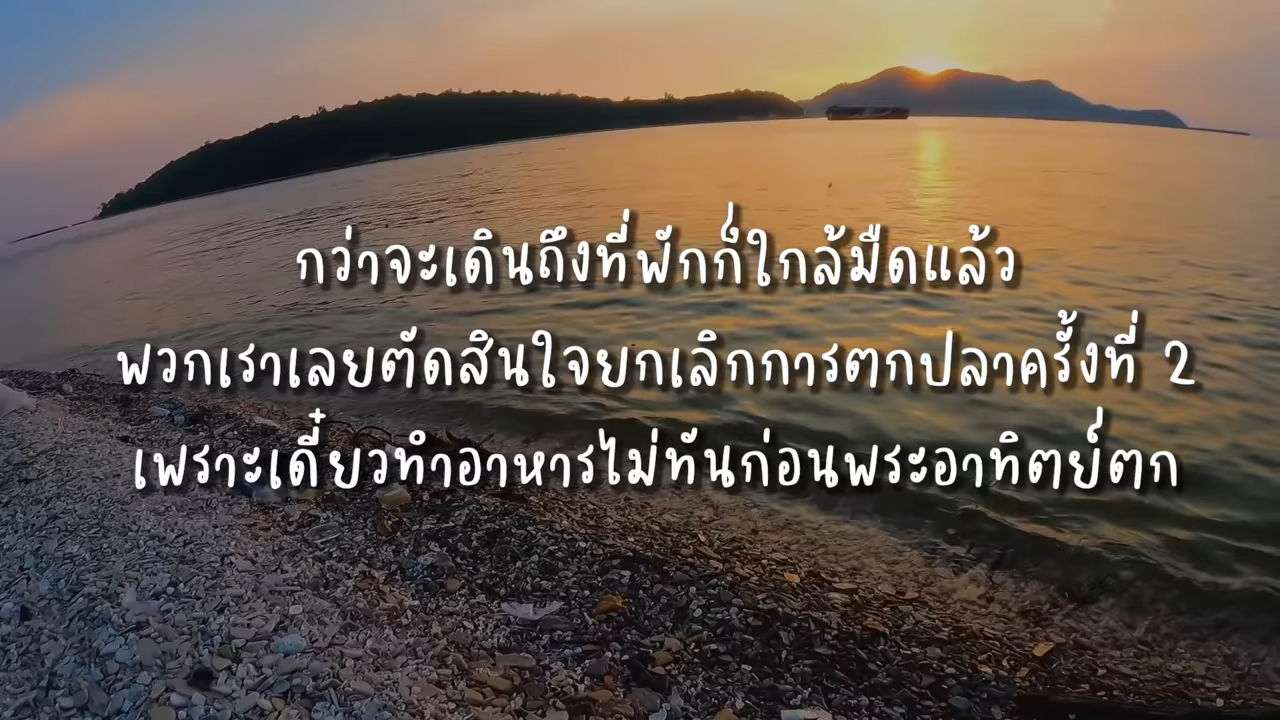 กว่าจะเดินถึงที่พักก็ใกล้มืดแล้ว
พวกเราเลยตัดสินใจยกเลิกการตกปลาครั้งที่ 2
เพราะเดี๋ยวทำอาหารไม่ทันก่อนพระอาทิตย์ตก